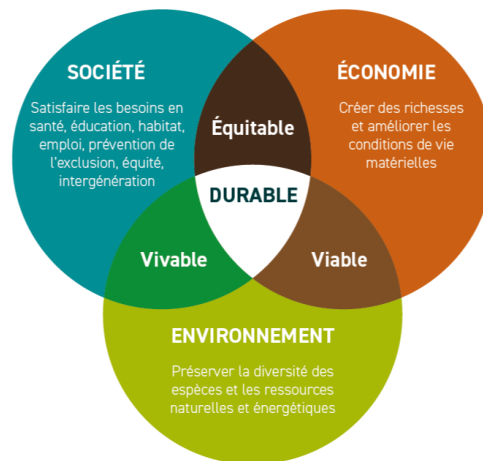 SOCIÉTÉ
Satisfaire les besoins en
santé, éducation, habitat,
emploi, prévention de
l'exclusion, équité,
intergénération
ÉCONOMIE
Créer des richesses
et améliorer les
conditions de vie
matérielles
Équitable
DURABLE
Vivable
Viable
ENVIRONNEMENT
Préserver la diversité des
espèces et les ressources
naturelles et énergétiques